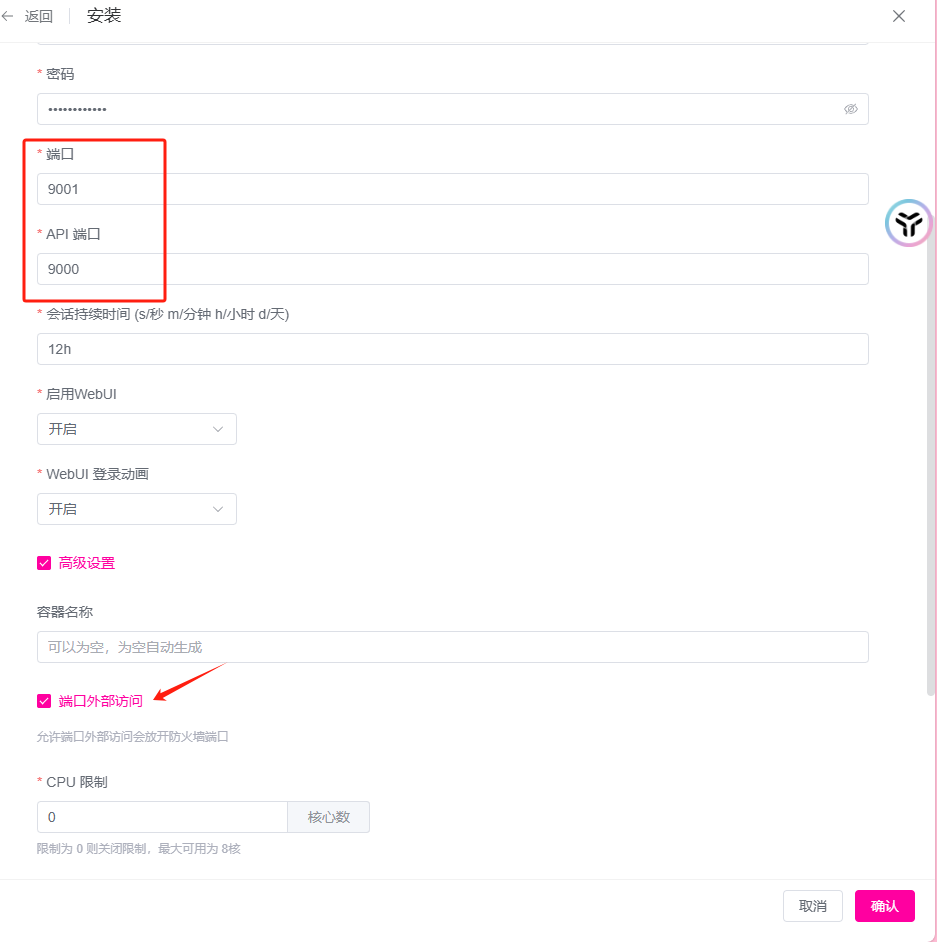 返回 安装
* 密码
••••••••••••
* 端口
9001
* API 端口
9000
* 会话持续时间 (s/秒 m/分钟 h/小时 d/天)
12h
* 启用WebUI
开启
* WebUI 登录动画
开启
高级设置
容器名称
可以为空，为空自动生成
端口外部访问
允许端口外部访问会放开防火墙端口
* CPU 限制
0 核心数
限制为 0 则关闭限制，最大可用为 8核
取消 确认